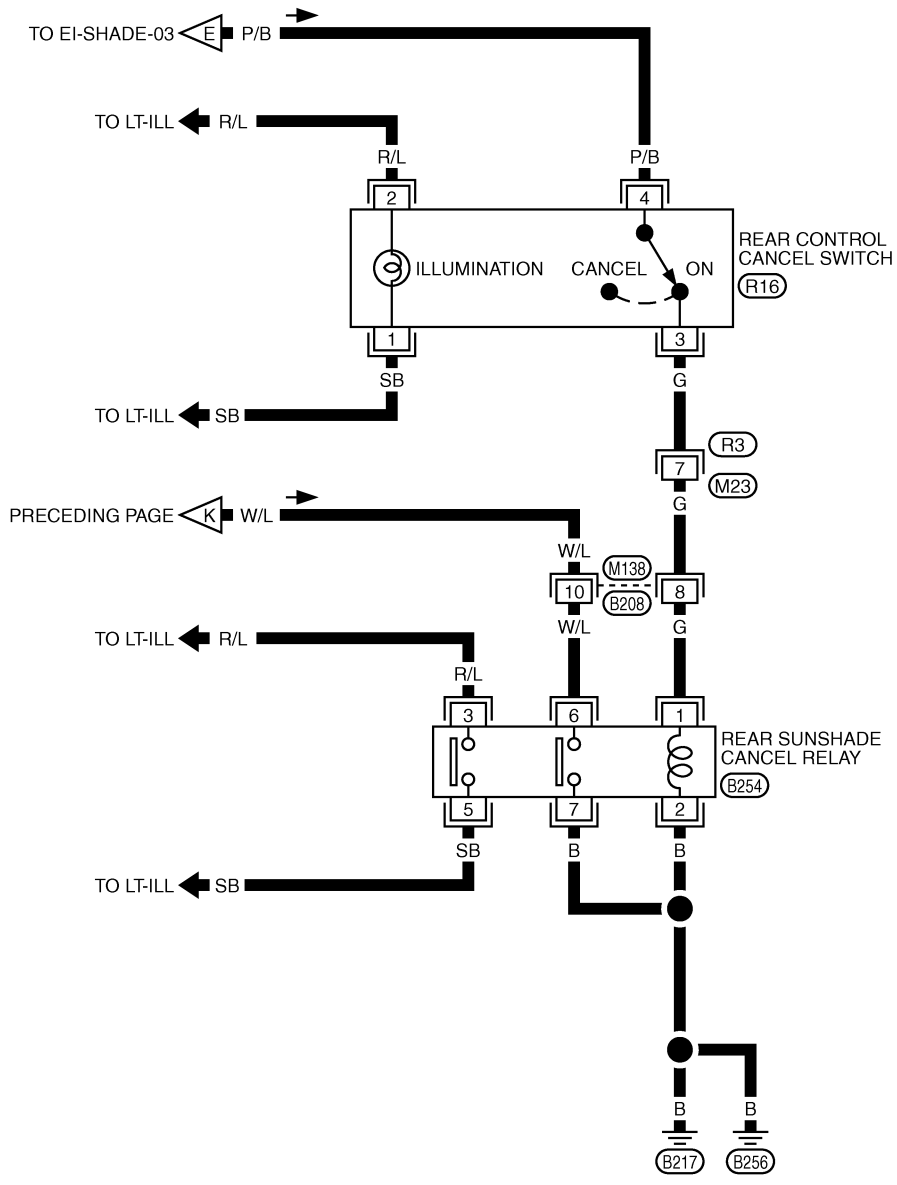 TO EI-SHADE-03 E P/B
TO LT-ILL R/L
R/L P/B
2 4
REAR CONTROL
CANCEL SWITCH
ILLUMINATION CANCEL ON
R16
1 3
SB G
TO LT-ILL SB
R3
7
M23
G
PRECEDING PAGE K W/L
W/L
M138
10 8
B208
W/L G
TO LT-ILL R/L
R/L
3 6 1
REAR SUNSHADE
CANCEL RELAY
B254
5 7 2
SB B B
TO LT-ILL SB
B B
B217 B256